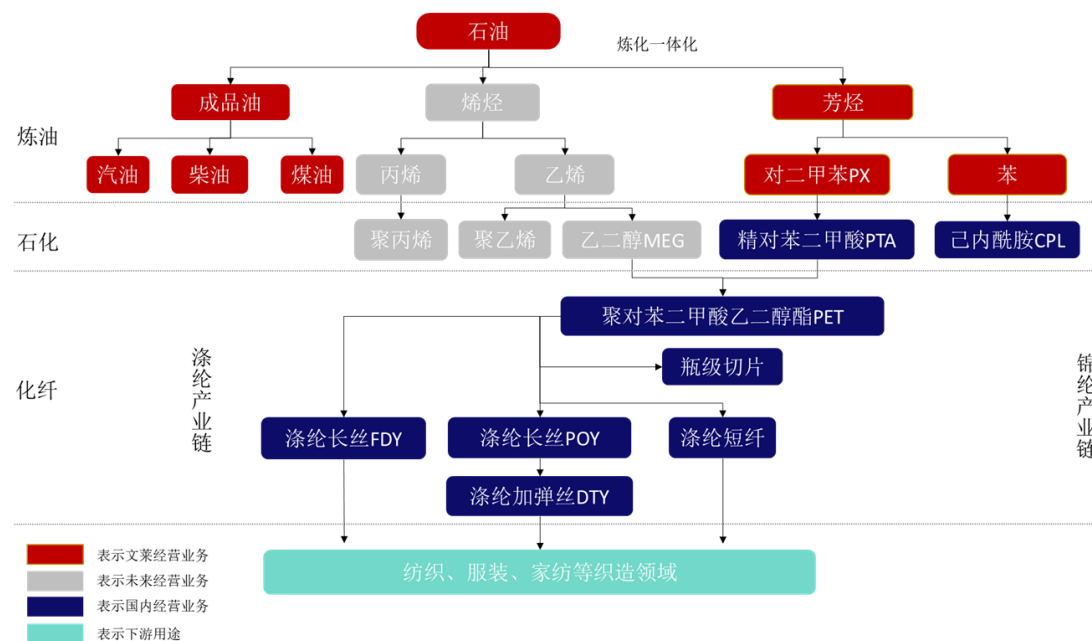 石油
炼化一体化
成品油
烯烃
芳烃
炼油
汽油
柴油
煤油
丙烯
乙烯
对二甲苯PX
苯
石化
聚丙烯
聚乙烯
乙二醇MEG
精对苯二甲酸PTA
己内酰胺CPL
聚对苯二甲酸乙二醇酯PET
涤纶产业链
瓶级切片
锦纶产业链
化纤
涤纶长丝FDY
涤纶长丝POY
涤纶短纤
涤纶加弹丝DTY
表示文莱经营业务
纺织、服装、家纺等织造领域
表示未来经营业务
表示国内经营业务
表示下游用途